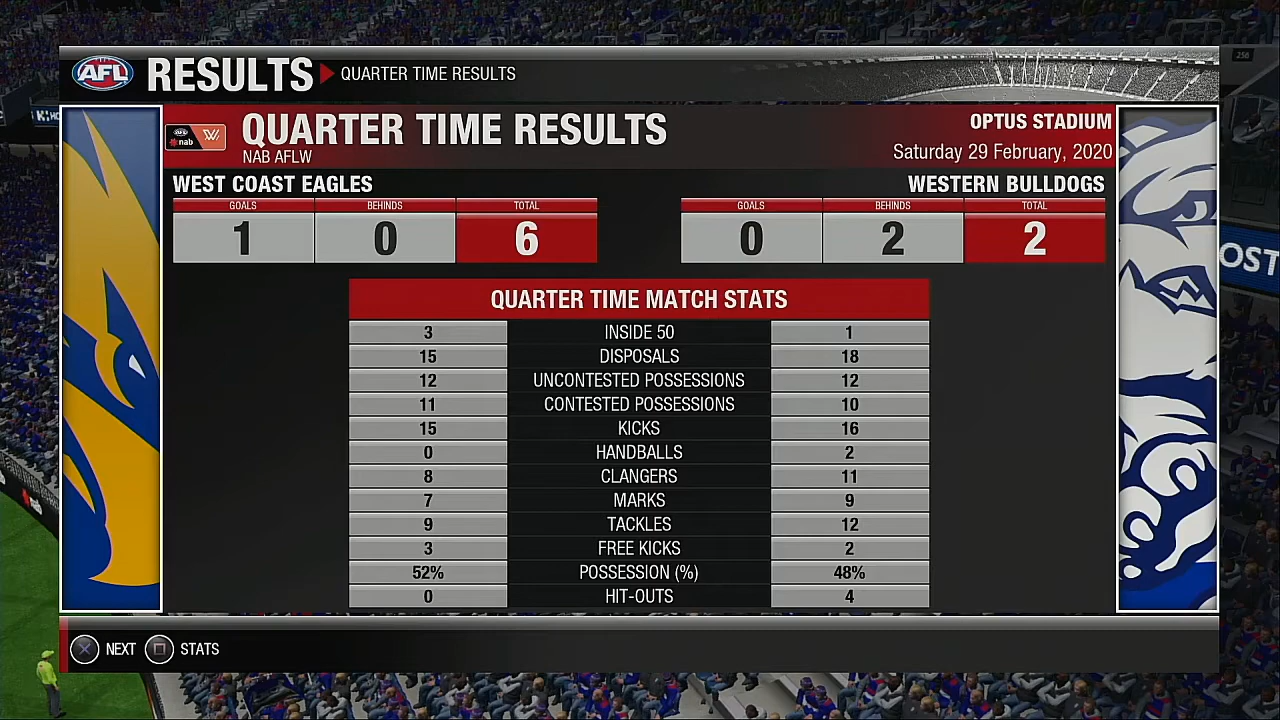 AFL RESULTS QUARTER TIME RESULTS
256
AFL
nab
W
QUARTER TIME RESULTS
NAB AFLW
OPTUS STADIUM
Saturday 29 February, 2020
WEST COAST EAGLES
WESTERN BULLDOGS
GOALS BEHINDS TOTAL GOALS BEHINDS TOTAL
1 0 6 0 2 2
OST
QUARTER TIME MATCH STATS
3 INSIDE 50 1
15 DISPOSALS 18
12 UNCONTESTED POSSESSIONS 12
11 CONTESTED POSSESSIONS 10
15 KICKS 16
0 HANDBALLS 2
8 CLANGERS 11
7 MARKS 9
9 TACKLES 12
3 FREE KICKS 2
52% POSSESSION (%) 48%
0 HIT-OUTS 4
NEXT STATS